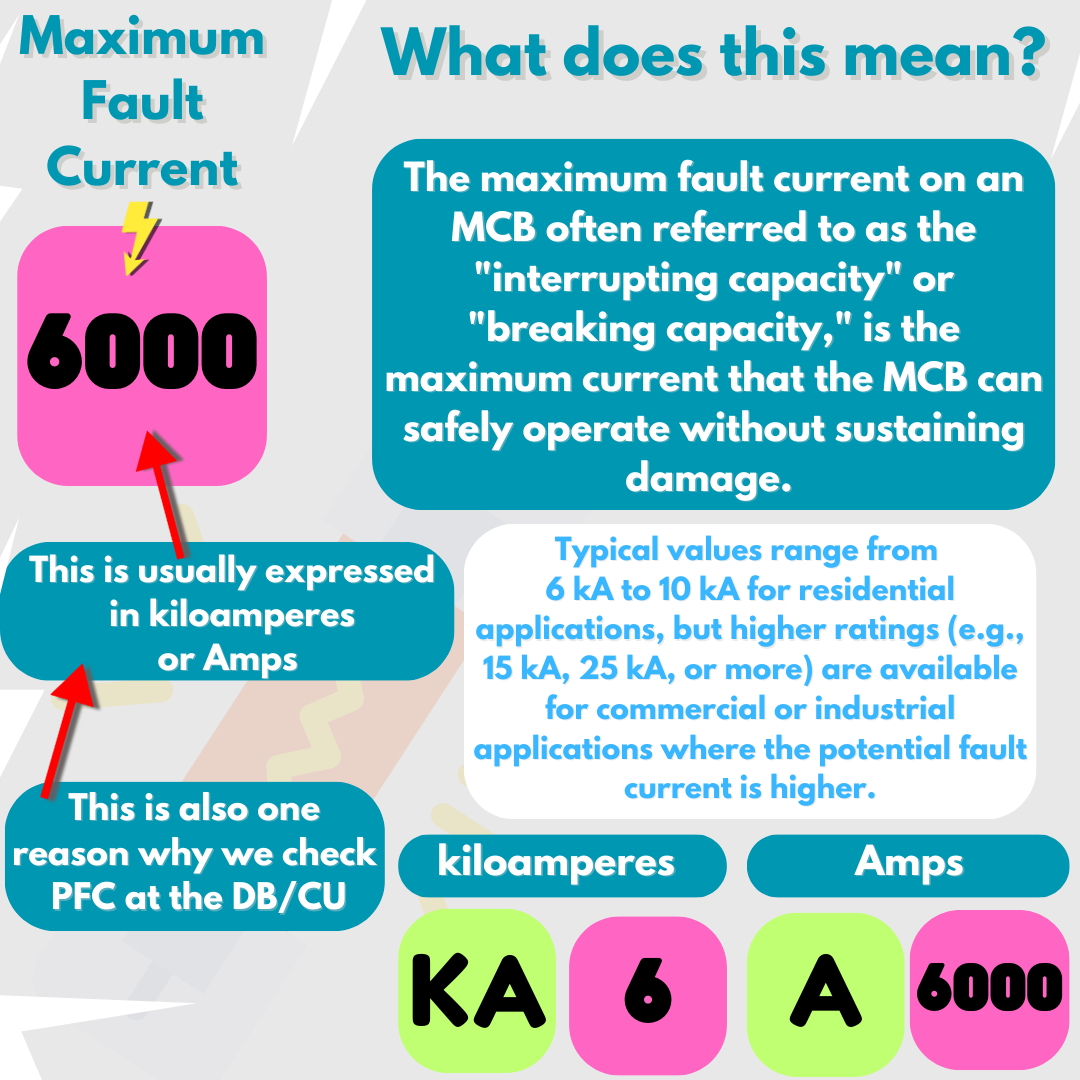 Maximum
Fault
Current
6000
This is usually expressed
in kiloamperes
or Amps
This is also one
reason why we check
PFC at the DB/CU
What does this mean?
The maximum fault current on an
MCB often referred to as the
"interrupting capacity" or
"breaking capacity," is the
maximum current that the MCB can
safely operate without sustaining
damage.
Typical values range from
6 kA to 10 kA for residential
applications, but higher ratings (e.g.,
15 kA, 25 kA, or more) are available
for commercial or industrial
applications where the potential fault
current is higher.
kiloamperes
KA 6
Amps
A 6000